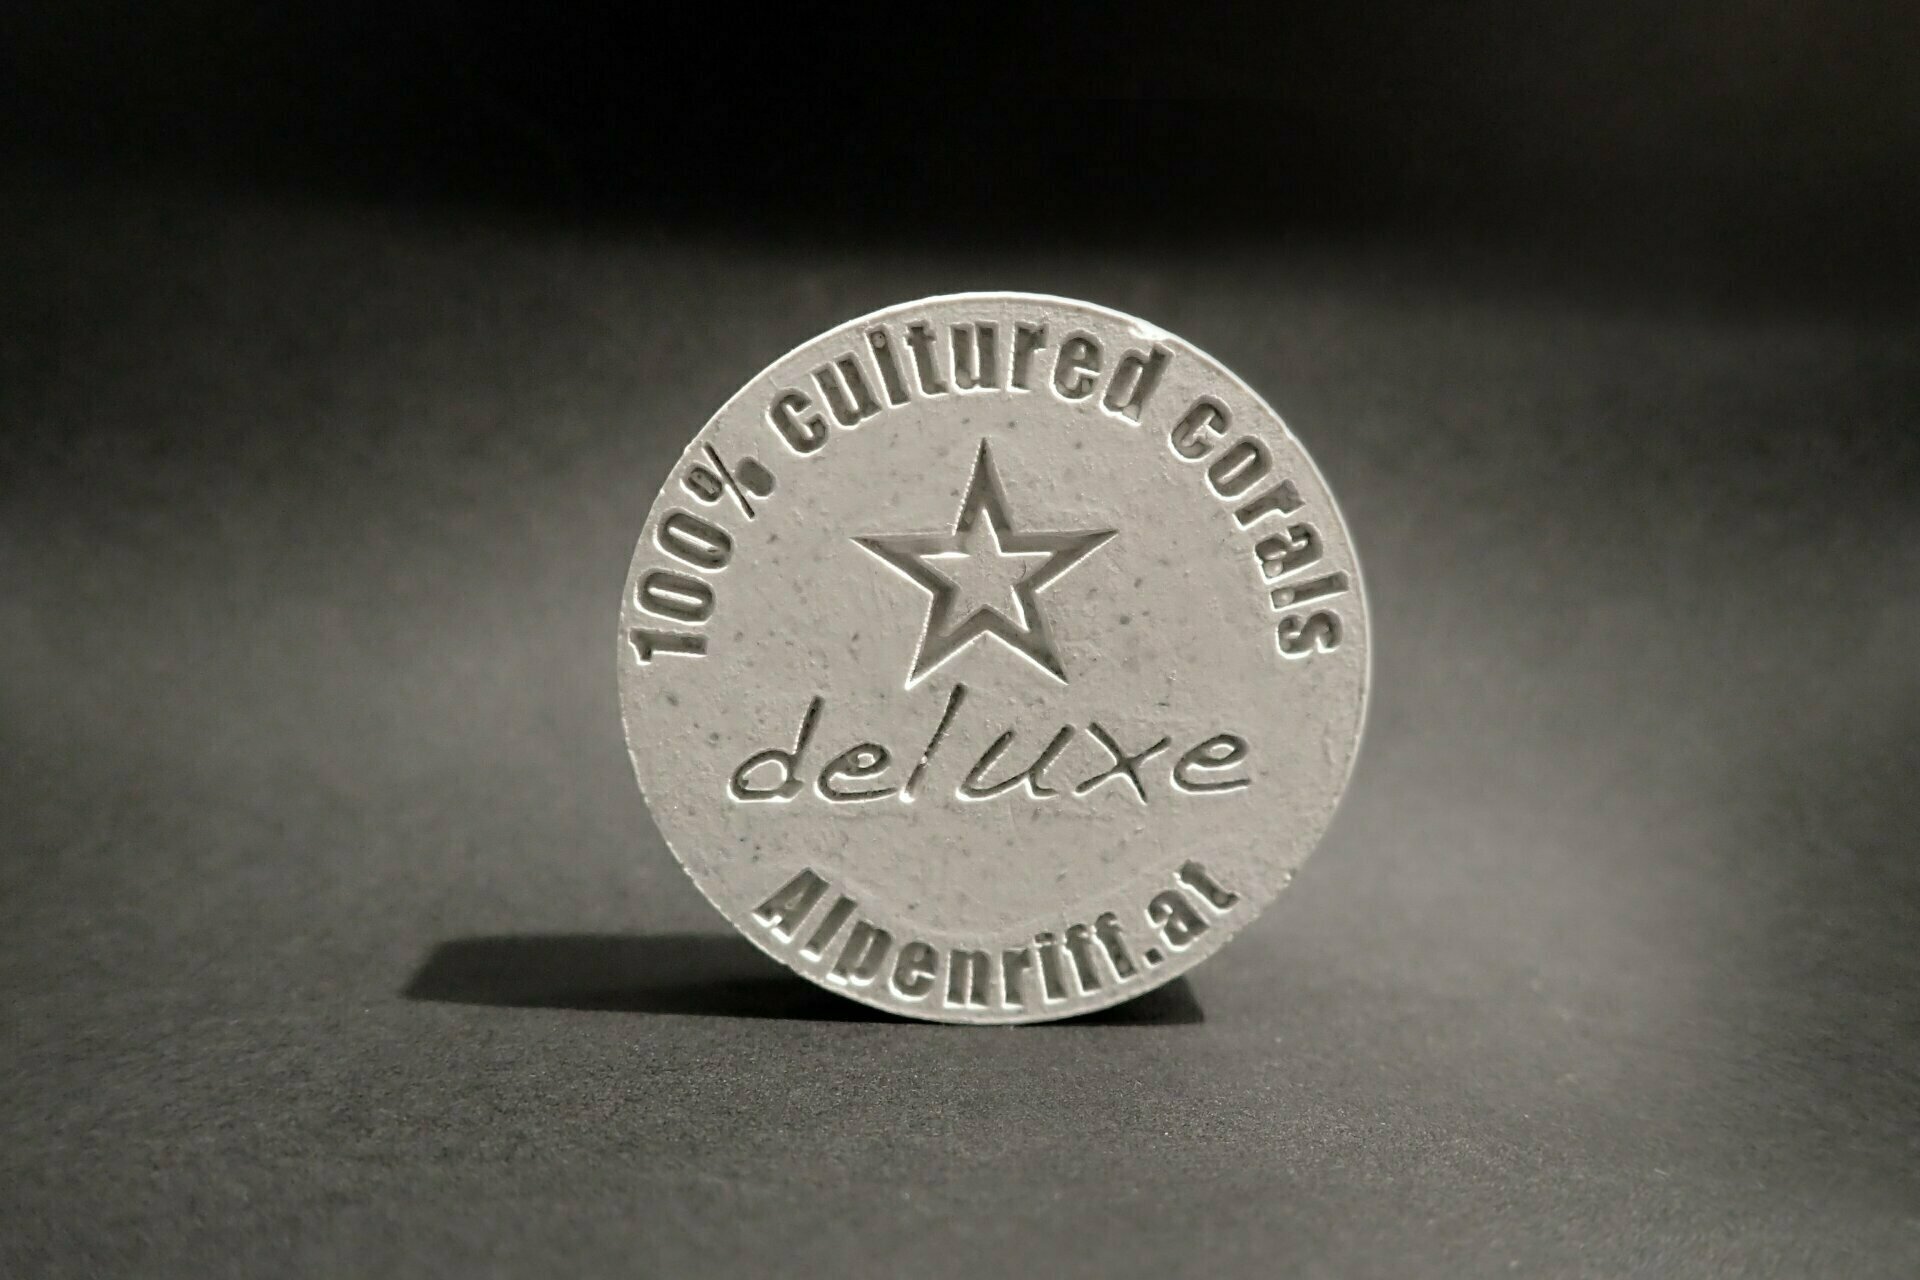 100% cultured corals
deluxe
Alpenriff.at